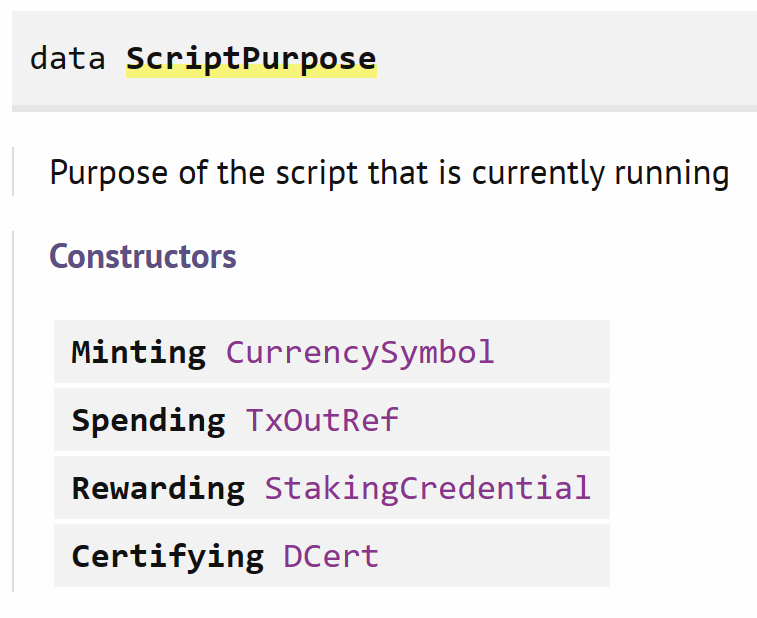 data ScriptPurpose
Purpose of the script that is currently running
Constructors
Minting CurrencySymbol
Spending TxOutRef
Rewarding StakingCredential
Certifying DCert